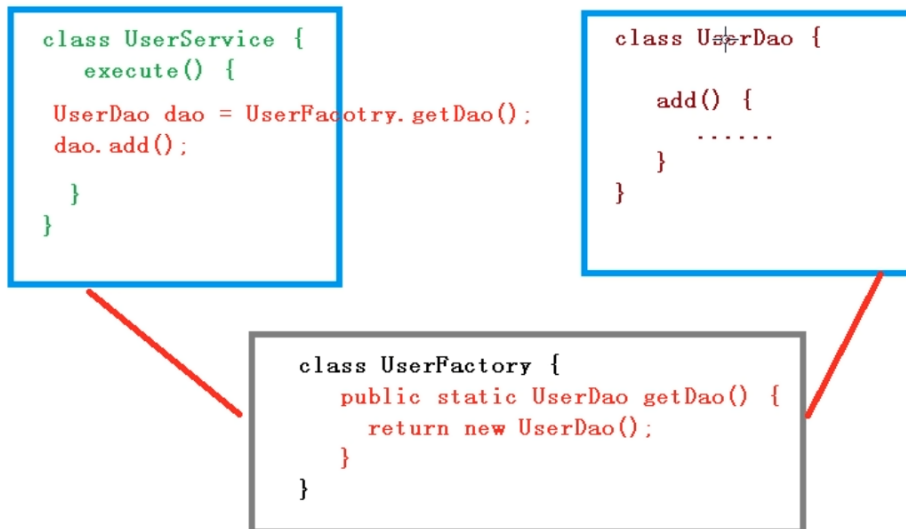 class UserService {
execute() {
UserDao dao = UserFacotry.getDao();
dao.add();
}
}
class UserDao {
add() {
......
}
}
class UserFactory {
public static UserDao getDao() {
return new UserDao();
}
}